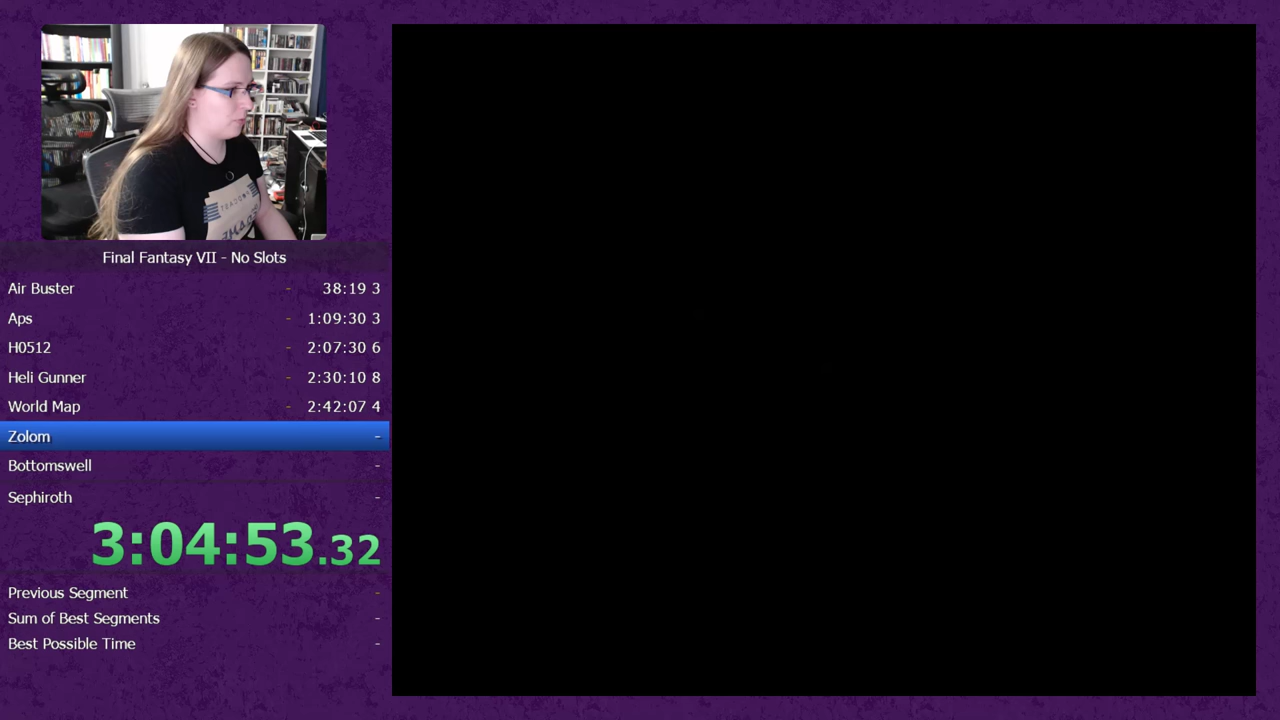 Final Fantasy VII - No Slots
Air Buster - 38:19 3
Aps - 1:09:30 3
H0512 - 2:07:30 6
Heli Gunner - 2:30:10 8
World Map - 2:42:07 4
Zolom -
Bottomswell -
Sephiroth -
3:04:53.32
Previous Segment -
Sum of Best Segments -
Best Possible Time -